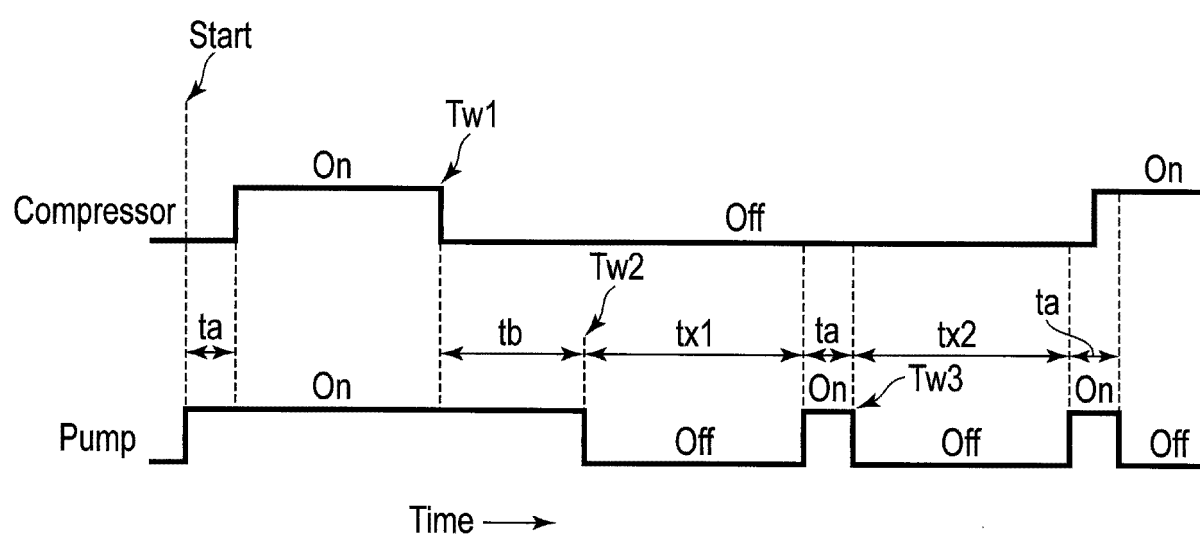 Start
Tw1
On
On
Compressor
Off
Tw2
ta
tb
tx1
ta
tx2
ta
On
On
Tw3
On
Pump
Off
Off
Off
Time